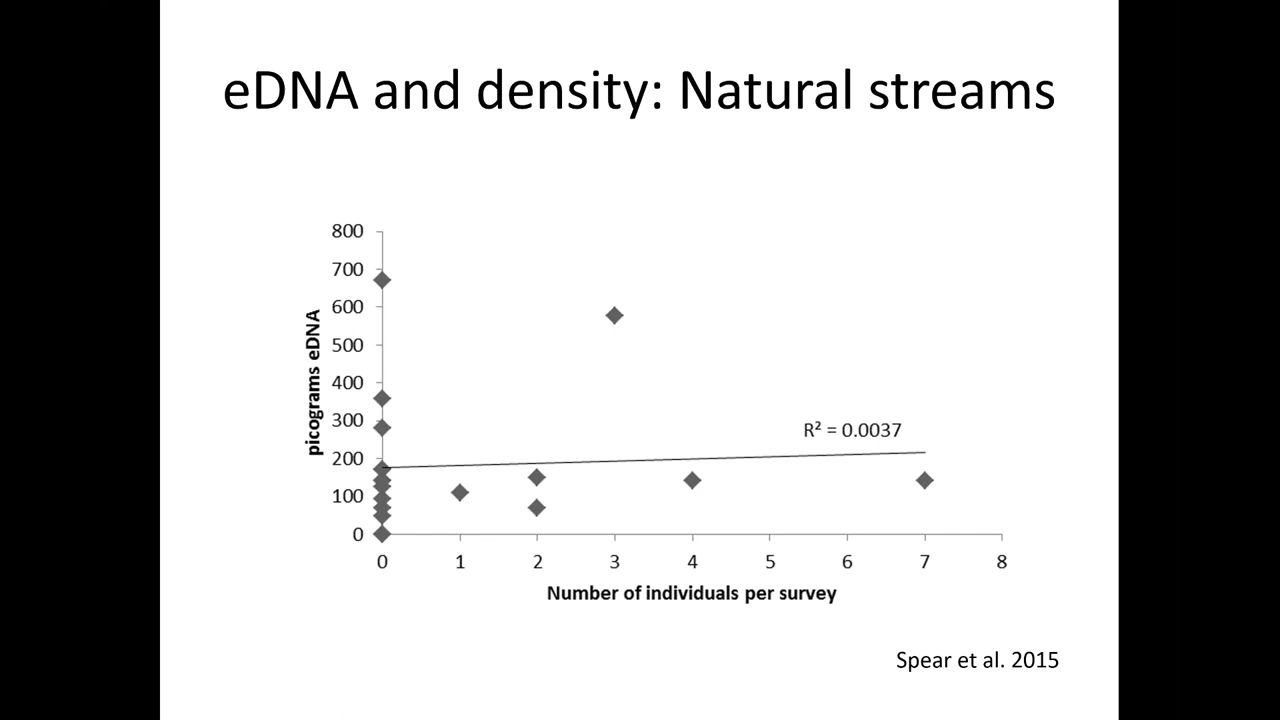 eDNA and density: Natural streams
800
700
600
500
400
300
200
100
0
picograms eDNA
R² = 0.0037
0 1 2 3 4 5 6 7 8
Number of individuals per survey
Spear et al. 2015